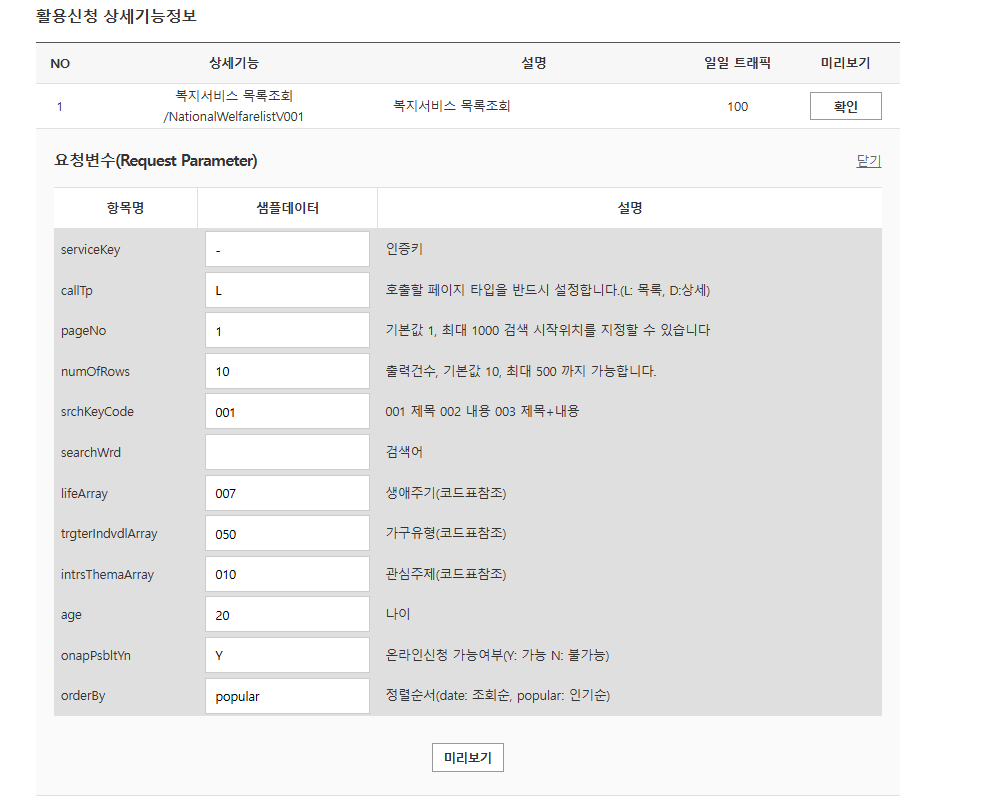 활용신청 상세기능정보
NO 상세기능 설명 일일 트래픽 미리보기
1 복지서비스 목록조회 /NationalWelfarelistV001 복지서비스 목록조회 100 확인
요청변수(Request Parameter) 닫기
항목명 샘플데이터 설명
serviceKey - 인증키
callTp L 호출할 페이지 타입을 반드시 설정합니다.(L: 목록, D:상세)
pageNo 1 기본값 1, 최대 1000 검색 시작위치를 지정할 수 있습니다
numOfRows 10 출력건수, 기본값 10, 최대 500 까지 가능합니다.
srchKeyCode 001 001 제목 002 내용 003 제목+내용
searchWrd 검색어
lifeArray 007 생애주기(코드표참조)
trgterIndvdlArray 050 가구유형(코드표참조)
intrsThemaArray 010 관심주제(코드표참조)
age 20 나이
onapPsbltYn Y 온라인신청 가능여부(Y: 가능 N: 불가능)
orderBy popular 정렬순서(date: 조회순, popular: 인기순)
미리보기